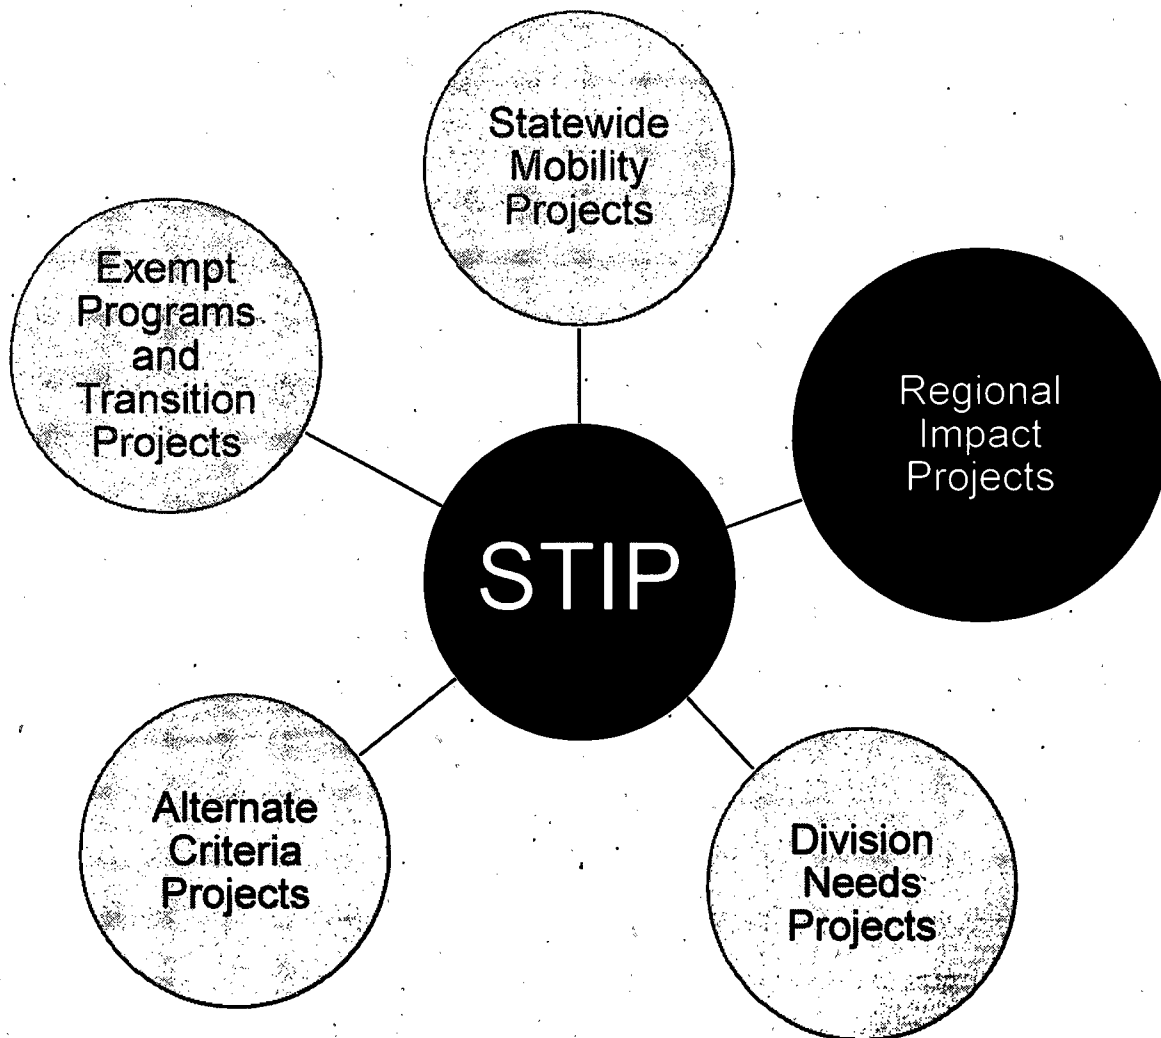 Statewide
Mobility
Projects
Exempt
Programs
and
Transition
Projects
Regional
Impact
Projects
STIP
Alternate
Criteria
Projects
Division
Needs
Projects